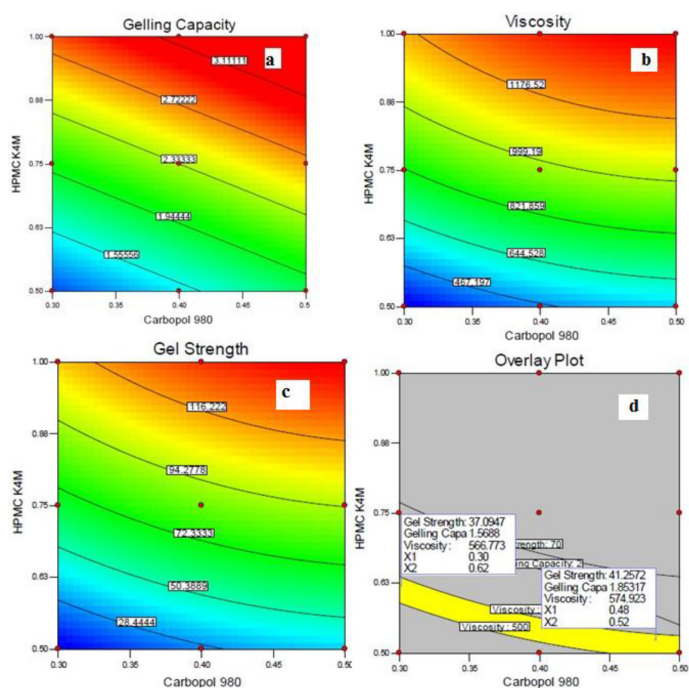 Gelling Capacity
a
1.00
0.88
0.75
0.63
0.50
HPMC K4M
3.11111
2.72222
2.33333
1.94444
1.55556
0.30
0.35
0.40
0.45
0.5
Carbopol 980
Viscosity
b
1.00
0.88
0.75
0.63
0.50
HPMC K4M
1176.52
999.19
821.859
644.528
467.197
0.30
0.35
0.40
0.45
0.50
Carbopol 980
Gel Strength
c
1.00
0.88
0.75
0.63
0.50
HPMC K4M
116.222
94.2778
72.3333
50.3889
28.4444
0.30
0.35
0.40
0.45
0.50
Carbopol 980
Overlay Plot
d
1.00
0.88
0.75
0.63
0.50
HPMC K4M
Gel Strength: 37.0947
Gelling Capa 1.5688
Viscosity : 566.773
X1 0.30
X2 0.62
70
Capacity: 2
Gel Strength: 41.2572
Gelling Capa 1.85317
Viscosity : 574.923
X1 0.48
X2 0.52
Viscosity :
Viscosity : 500
0.30
0.35
0.40
0.45
0.50
Carbopol 980